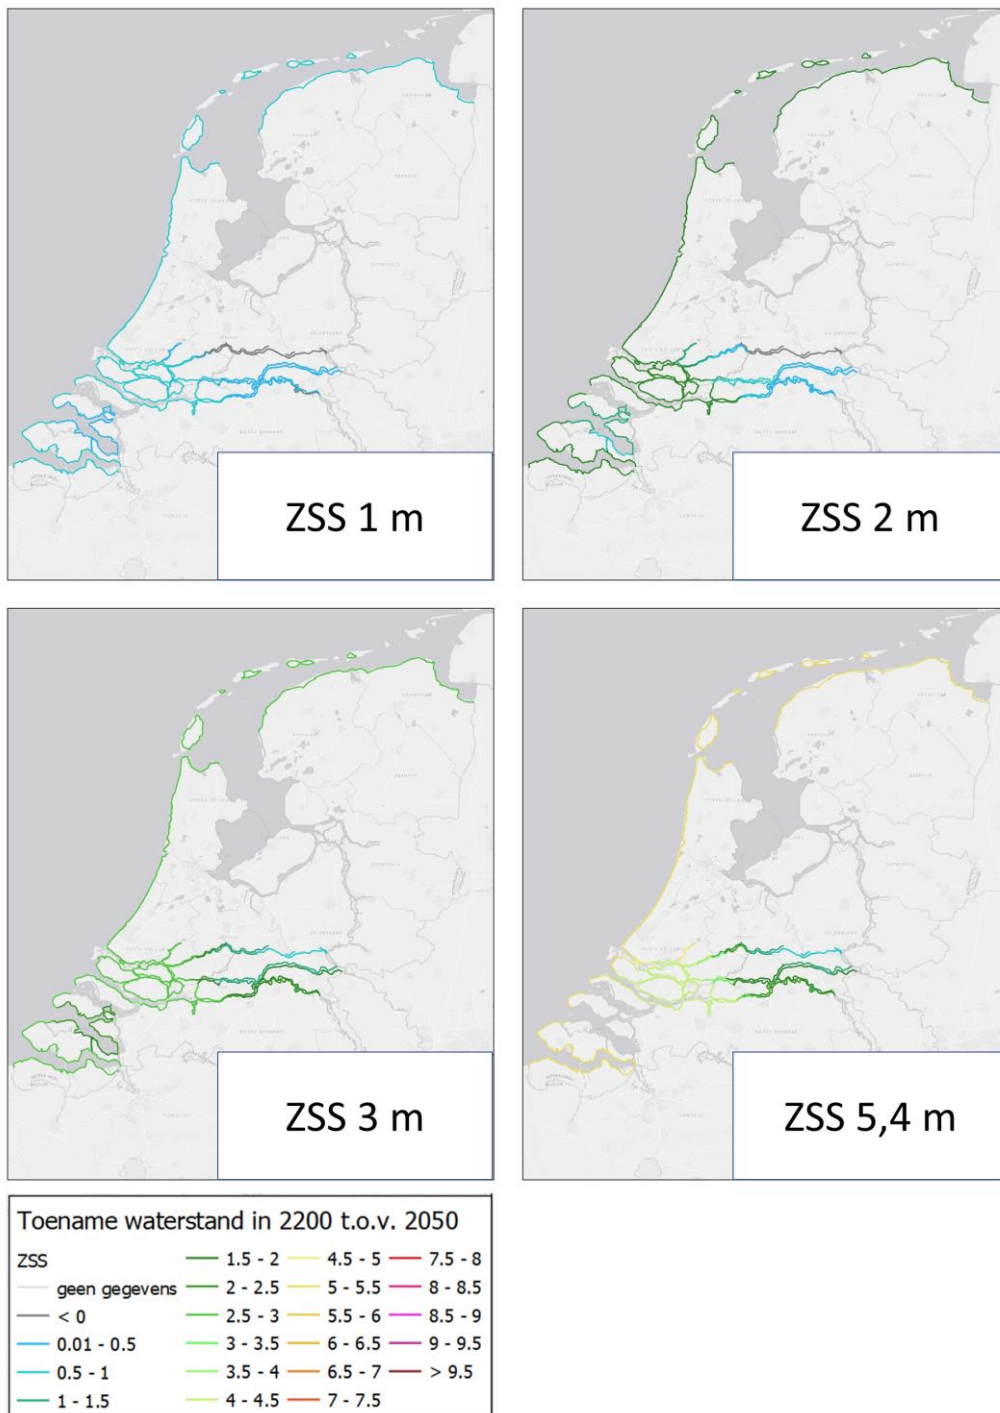 ZSS 1 m
ZSS 2 m
ZSS 3 m
ZSS 5,4 m
Toename waterstand in 2200 t.o.v. 2050
ZSS
geen gegevens
< 0
0.01 - 0.5
0.5 - 1
1 - 1.5
1.5 - 2
2 - 2.5
2.5 - 3
3 - 3.5
3.5 - 4
4 - 4.5
4.5 - 5
5 - 5.5
5.5 - 6
6 - 6.5
6.5 - 7
7 - 7.5
7.5 - 8
8 - 8.5
8.5 - 9
9 - 9.5
> 9.5